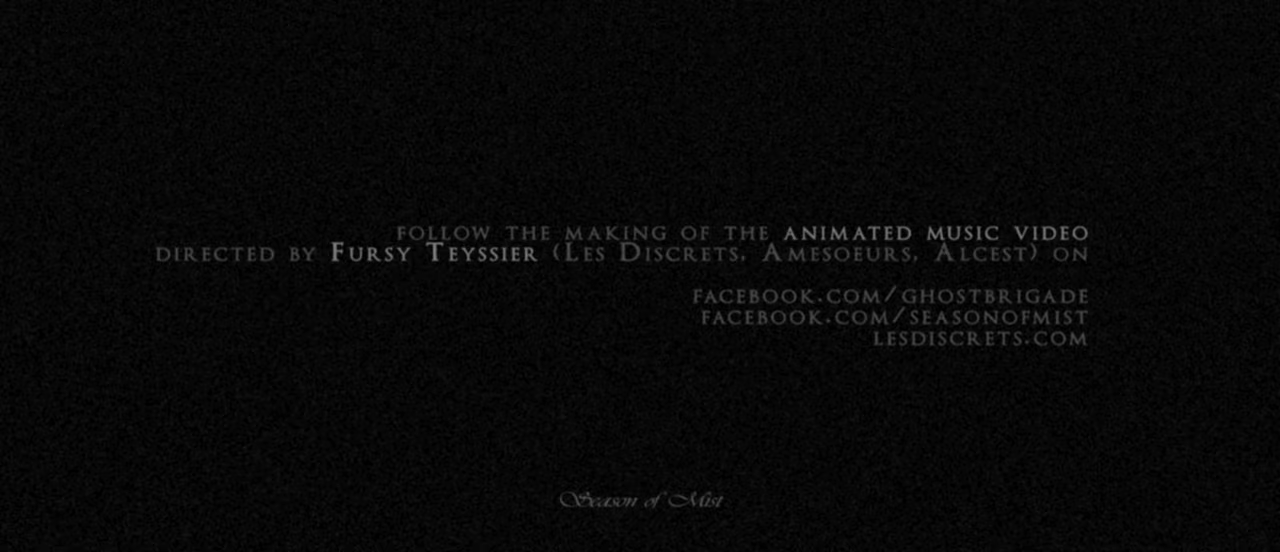 FOLLOW THE MAKING OF THE ANIMATED MUSIC VIDEO
DIRECTED BY FURSY TEYSSIER (LES DISCRETS, AMESOEURS, ALCEST) ON
FACEBOOK.COM/GHOSTBRIGADE
FACEBOOK.COM/SEASONOFMIST
LESDISCRETS.COM
Season of Mist